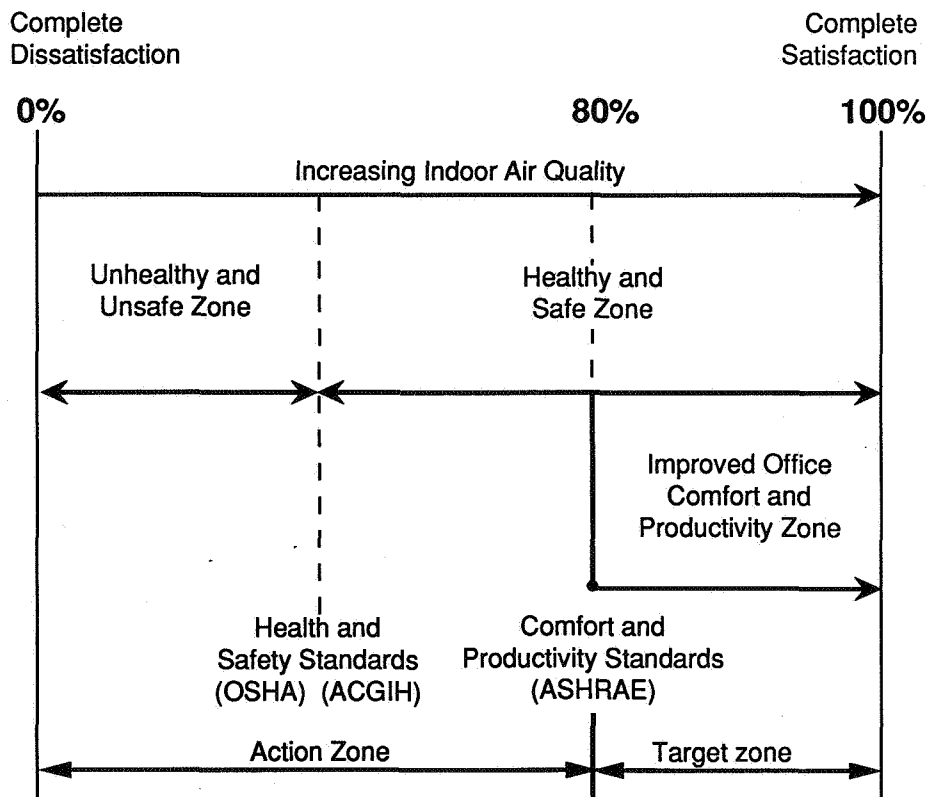 Complete
Dissatisfaction
Complete
Satisfaction
0%
80%
100%
Increasing Indoor Air Quality
Unhealthy and
Unsafe Zone
Healthy and
Safe Zone
Improved Office
Comfort and
Productivity Zone
Health and
Safety Standards
(OSHA) (ACGIH)
Comfort and
Productivity Standards
(ASHRAE)
Action Zone
Target zone